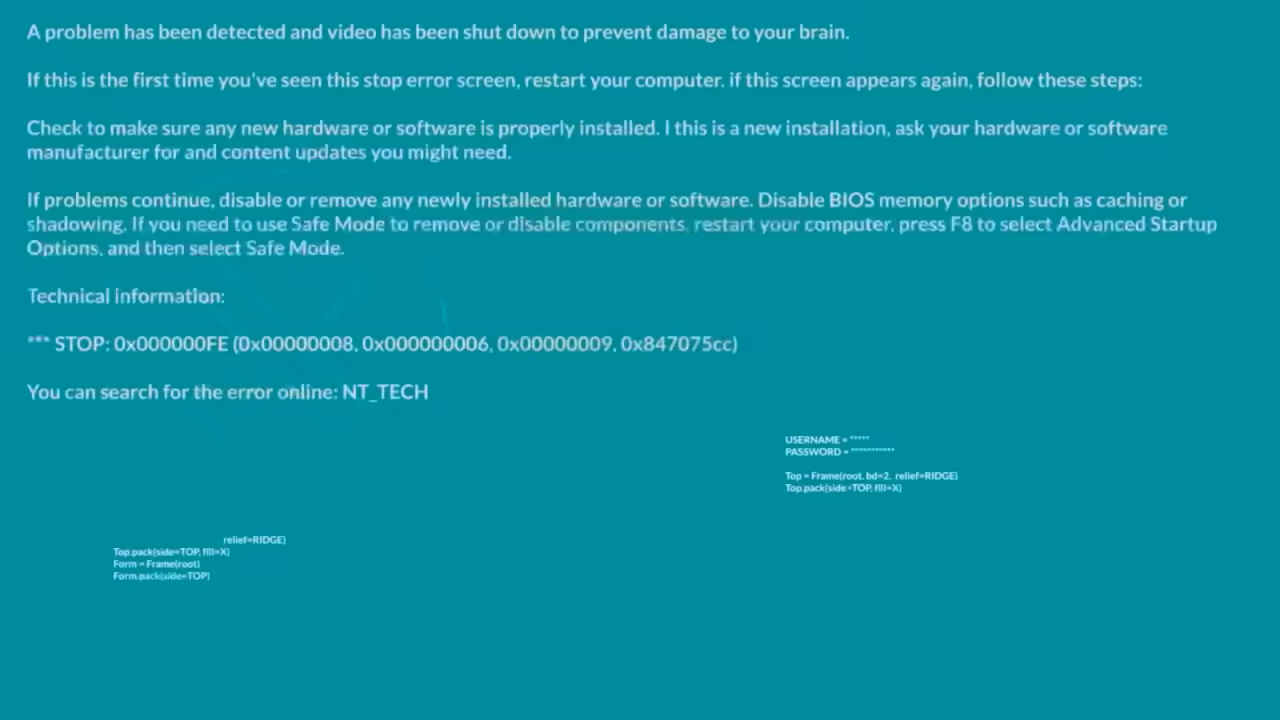 A problem has been detected and video has been shut down to prevent damage to your brain.
If this is the first time you've seen this stop error screen, restart your computer. if this screen appears again, follow these steps:
Check to make sure any new hardware or software is properly installed. I this is a new installation, ask your hardware or software
manufacturer for and content updates you might need.
If problems continue, disable or remove any newly installed hardware or software. Disable BIOS memory options such as caching or
shadowing. If you need to use Safe Mode to remove or disable components, restart your computer, press F8 to select Advanced Startup
Options, and then select Safe Mode.
Technical information:
*** STOP: 0x000000FE (0x00000008, 0x000000006, 0x00000009, 0x847075cc)
You can search for the error online: NT_TECH
USERNAME = *****
PASSWORD = ***********
Top = Frame(root, bd=2, relief=RIDGE)
Top.pack(side=TOP, fill=X)
relief=RIDGE)
Top.pack(side=TOP, fill=X)
Form = Frame(root)
Form.pack(side=TOP)